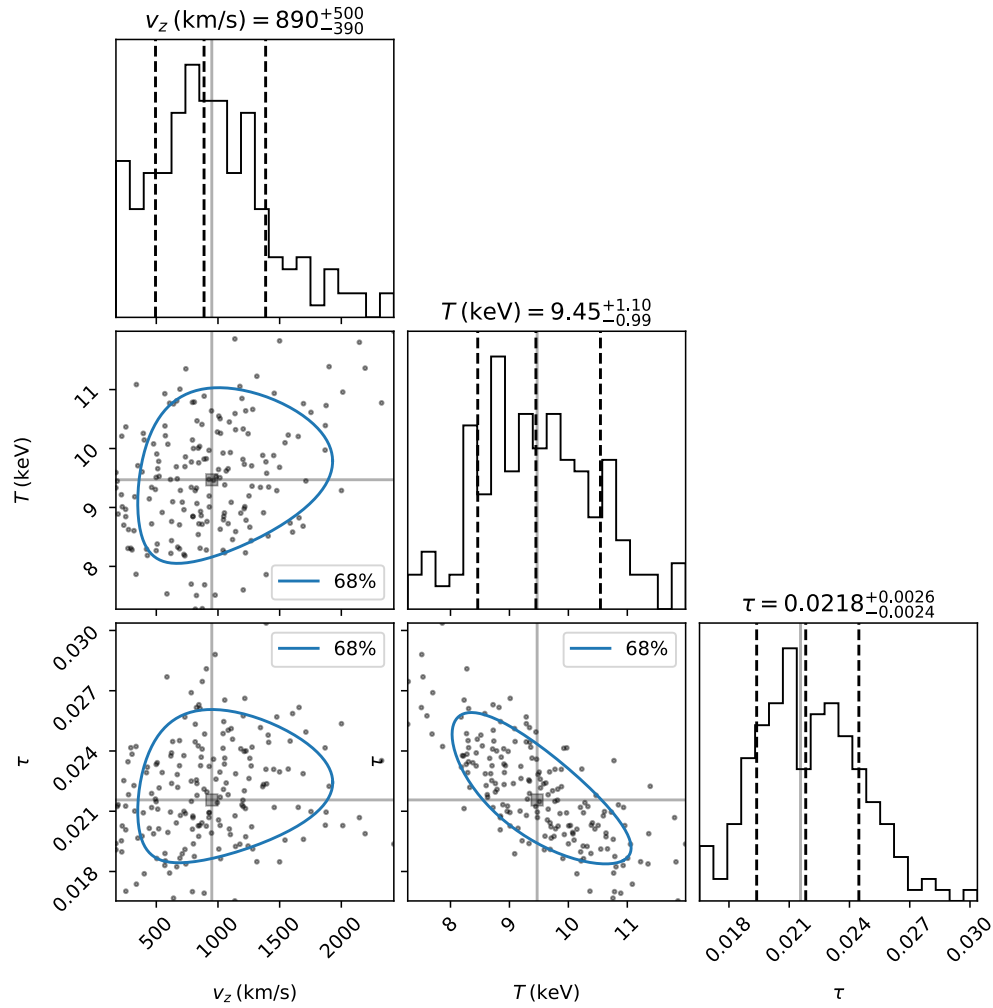 v_z (km/s) = 890^{+500}_{-390}
T (keV) = 9.45^{+1.10}_{-0.99}
T (keV)
11
10
9
8
68%
τ = 0.0218^{+0.0026}_{-0.0024}
τ
0.030
0.027
0.024
0.021
0.018
68%
τ
68%
500 1000 1500 2000
v_z (km/s)
8 9 10 11
T (keV)
0.018 0.021 0.024 0.027 0.030
τ